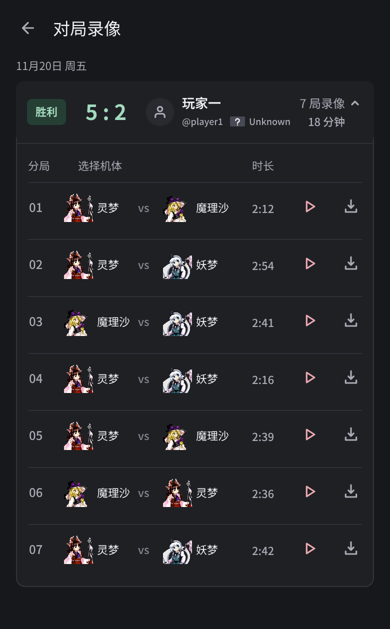 对局录像
11月20日 周五
胜利 5 : 2 玩家一 7 局录像
@player1 ? Unknown 18 分钟
分局 选择机体 时长
01 灵梦 vs 魔理沙 2:12
02 灵梦 vs 妖梦 2:54
03 魔理沙 vs 妖梦 2:41
04 灵梦 vs 妖梦 2:16
05 灵梦 vs 魔理沙 2:39
06 魔理沙 vs 灵梦 2:36
07 灵梦 vs 妖梦 2:42